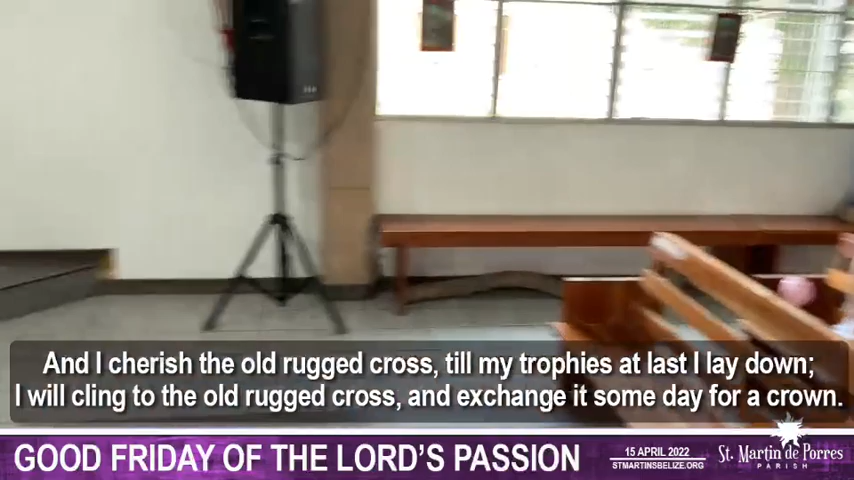 And I cherish the old rugged cross, till my trophies at last I lay down;
I will cling to the old rugged cross, and exchange it some day for a crown.
GOOD FRIDAY OF THE LORD'S PASSION
15 APRIL 2022
STMARTINSBELIZE.ORG
St. Martin de Porres
PARISH